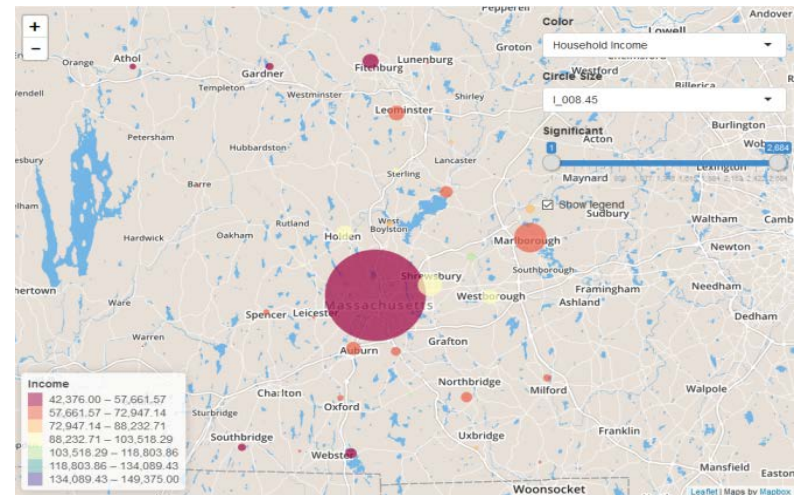 Pepperell
Color
Andover
+
−
Lowell
Groton
Household Income
Orange
Athol
Lunenburg
Fitchburg
Gardner
Westford
Circle Size
Billerica
Templeton
Westminster
Shirley
I_008.45
Leominster
Significant
Acton
Burlington
Petersham
Hubbardston
1
2,684
Lancaster
Maynard
Lexington
Sterling
Barre
Show legend
Sudbury
Waltham
Rutland
West
Boylston
Hardwick
Oakham
Holden
Marlborough
Newton
Southborough
Shrewsbury
Ware
Massachusetts
Westborough
Framingham
Needham
Ashland
Spencer
Leicester
Dedham
Warren
Grafton
Auburn
Northbridge
Milford
Walpole
Income
42,376.00 – 57,661.57
57,661.57 – 72,947.14
72,947.14 – 88,232.71
88,232.71 – 103,518.29
103,518.29 – 118,803.86
118,803.86 – 134,089.43
134,089.43 – 149,375.00
Charlton
Sturbridge
Oxford
Southbridge
Webster
Uxbridge
Franklin
Mansfield
Easton
Woonsocket
Leaflet | Maps by Mapbox